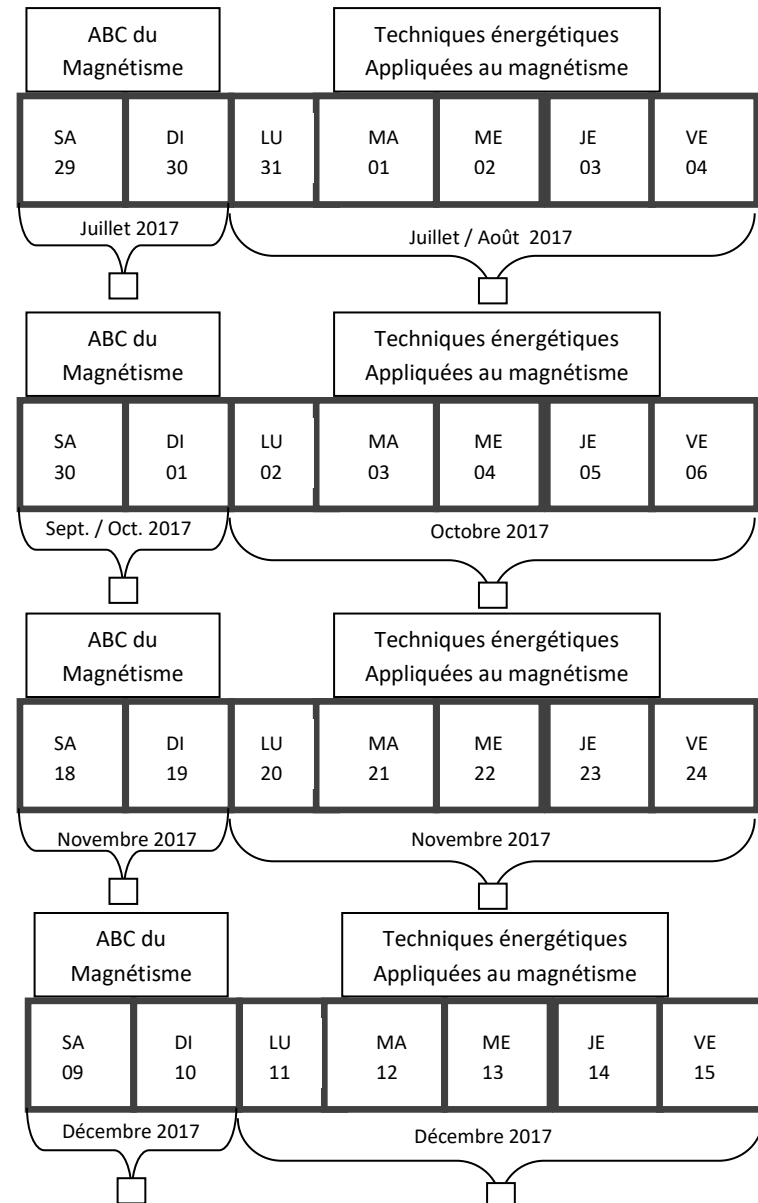 ABC du
Magnétisme
Techniques énergétiques
Appliquées au magnétisme
SA DI LU MA ME JE VE
29 30 31 01 02 03 04
Juillet 2017
Juillet / Août 2017
ABC du
Magnétisme
Techniques énergétiques
Appliquées au magnétisme
SA DI LU MA ME JE VE
30 01 02 03 04 05 06
Sept. / Oct. 2017
Octobre 2017
ABC du
Magnétisme
Techniques énergétiques
Appliquées au magnétisme
SA DI LU MA ME JE VE
18 19 20 21 22 23 24
Novembre 2017
Novembre 2017
ABC du
Magnétisme
Techniques énergétiques
Appliquées au magnétisme
SA DI LU MA ME JE VE
09 10 11 12 13 14 15
Décembre 2017
Décembre 2017